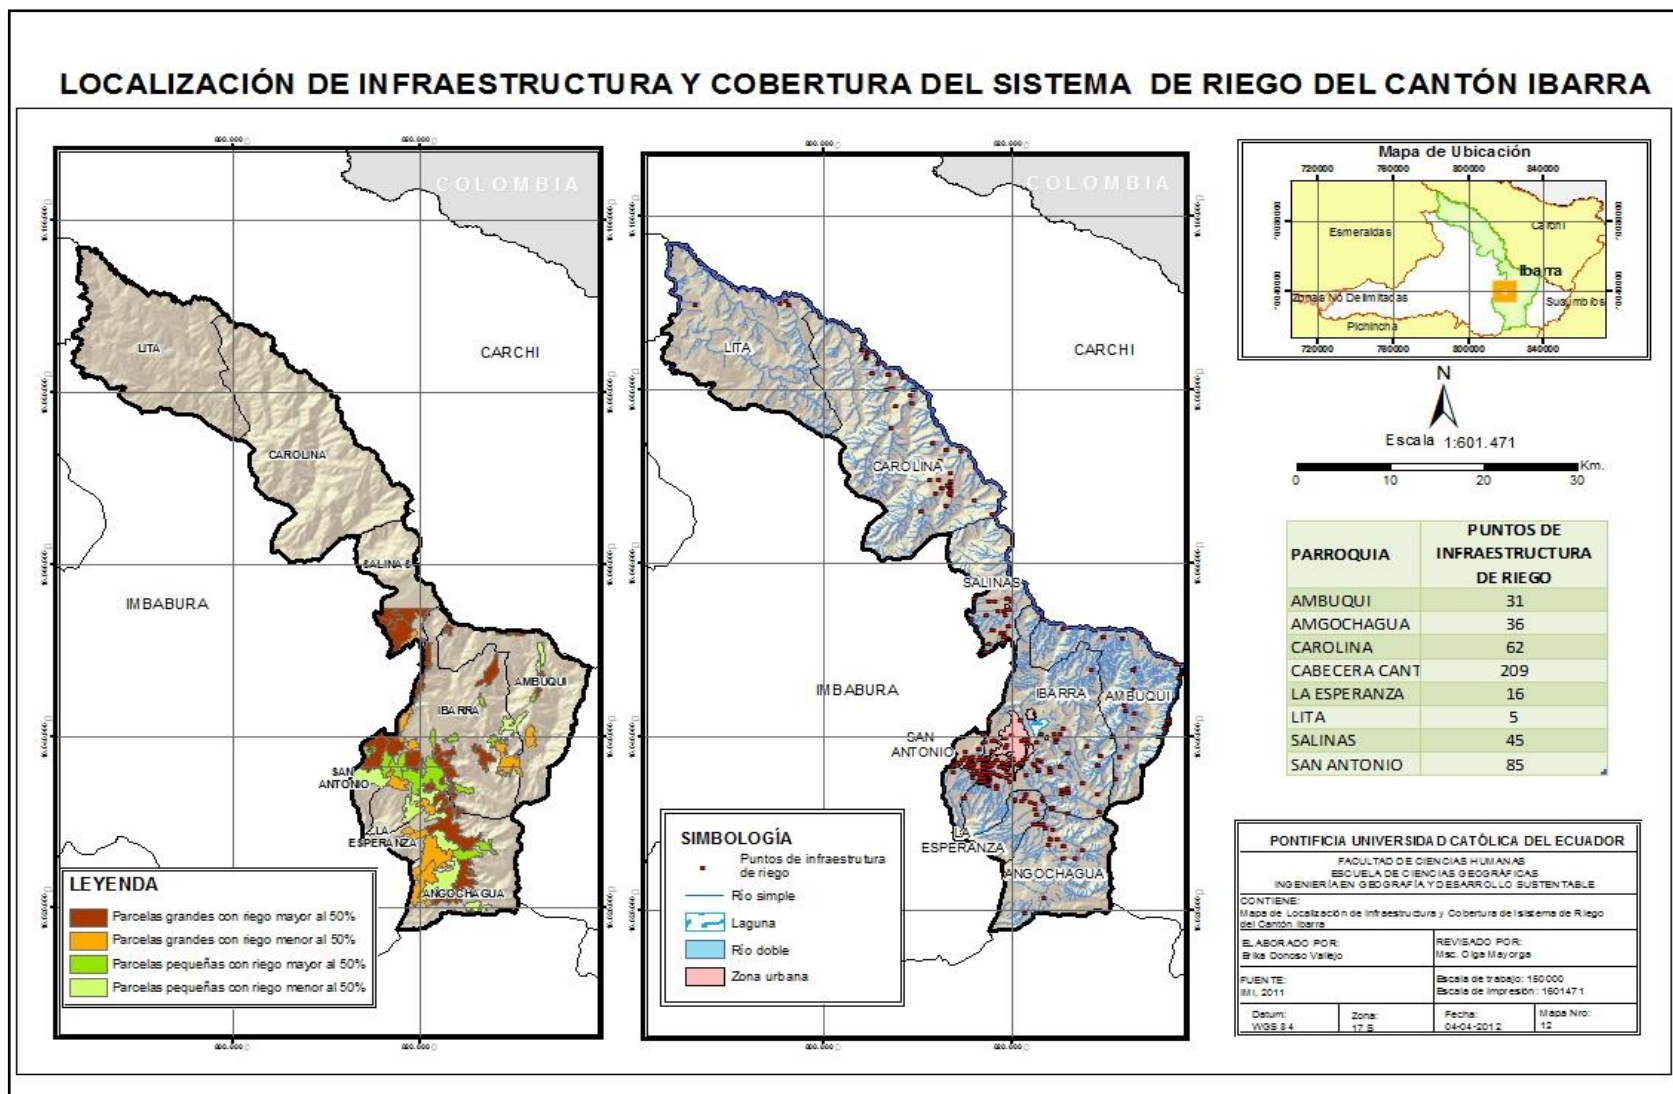 LOCALIZACIÓN DE INFRAESTRUCTURA Y COBERTURA DEL SISTEMA DE RIEGO DEL CANTÓN IBARRA
COLOMBIA
LITA
CARCHI
CAROLINA
SALINAS
IMBABURA
AMBUQUI
IBARRA
SAN
ANTONIO
LA
ESPERANZA
ANGOCHAGUA
LEYENDA
Parcelas grandes con riego mayor al 50%
Parcelas grandes con riego menor al 50%
Parcelas pequeñas con riego mayor al 50%
Parcelas pequeñas con riego menor al 50%
COLOMBIA
LITA
CARCHI
CAROLINA
SALINAS
IMBABURA
IBARRA
AMBUQUI
SAN
ANTONIO
LA
ESPERANZA
ANGOCHAGUA
SIMBOLOGÍA
Puntos de infraestrutura
de riego
Río simple
Laguna
Río doble
Zona urbana
Mapa de Ubicación
720000 760000 800000 840000
Esmeraldas
Carchi
Ibarra
Zonas No Delimitadas
Sucumbíos
Pichincha
720000 760000 800000 840000
N
Escala 1:601.471
Km.
0 10 20 30
PARROQUIA
PUNTOS DE
INFRAESTRUCTURA
DE RIEGO
AMBUQUI 31
AMGOCHAGUA 36
CAROLINA 62
CABECERA CANT 209
LA ESPERANZA 16
LITA 5
SALINAS 45
SAN ANTONIO 85
PONTIFICIA UNIVERSIDAD CATÓLICA DEL ECUADOR
FACULTAD DE CIENCIAS HUMANAS
ESCUELA DE CIENCIAS GEOGRÁFICAS
INGENIERÍA EN GEOGRAFÍA Y DESARROLLO SUSTENTABLE
CONTIENE:
Mapa de Localización de Infraestructura y Cobertura de Isistema de Riego
del Cantón Ibarra
ELABORADO POR:
Erika Donoso Vallejo
REVISADO POR:
Msc. Olga Mayorga
FUENTE:
IMI, 2011
Escala de trabajo: 150000
Escala de Impresión: 1601471
Datum:
WGS 84
Zona:
17 S
Fecha:
04-04-2012
Mapa Nro:
12